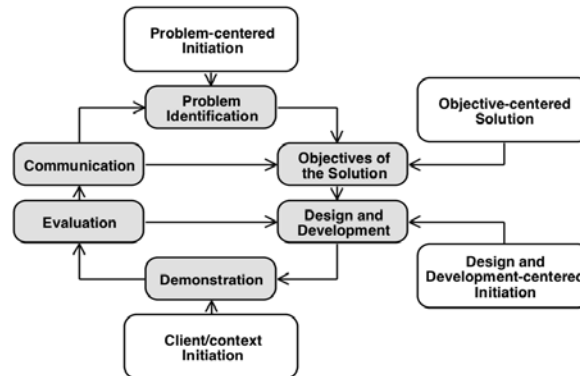 Problem-centered
Initiation
Problem
Identification
Objective-centered
Solution
Communication
Objectives of
the Solution
Evaluation
Design and
Development
Demonstration
Design and
Development-centered
Initiation
Client/context
Initiation